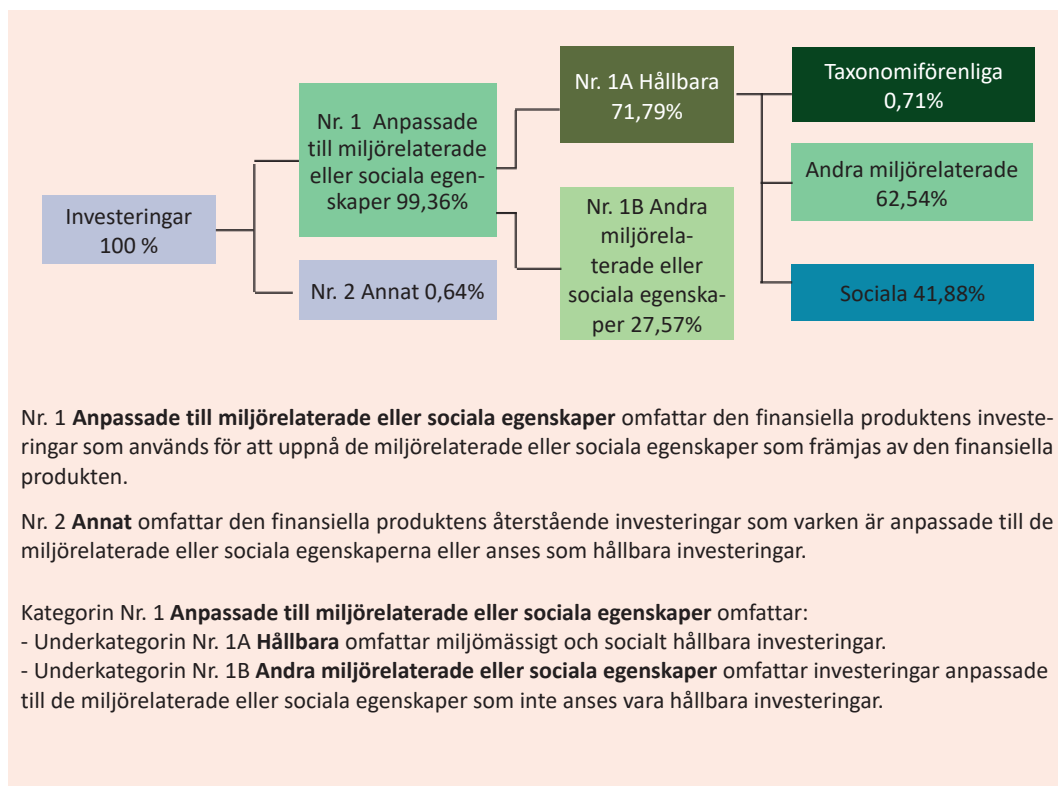 Investeringar
100 %
Nr. 1 Anpassade
till miljörelaterade
eller sociala egen-
skaper 99,36%
Nr. 2 Annat 0,64%
Nr. 1A Hållbara
71,79%
Nr. 1B Andra
miljörela-
terade eller
sociala egenska-
per 27,57%
Taxonomiförenliga
0,71%
Andra miljörelaterade
62,54%
Sociala 41,88%
Nr. 1 Anpassade till miljörelaterade eller sociala egenskaper omfattar den finansiella produktens investe-
ringar som används för att uppnå de miljörelaterade eller sociala egenskaper som främjas av den finansiella
produkten.
Nr. 2 Annat omfattar den finansiella produktens återstående investeringar som varken är anpassade till de
miljörelaterade eller sociala egenskaperna eller anses som hållbara investeringar.
Kategorin Nr. 1 Anpassade till miljörelaterade eller sociala egenskaper omfattar:
- Underkategorin Nr. 1A Hållbara omfattar miljömässigt och socialt hållbara investeringar.
- Underkategorin Nr. 1B Andra miljörelaterade eller sociala egenskaper omfattar investeringar anpassade
till de miljörelaterade eller sociala egenskaper som inte anses vara hållbara investeringar.